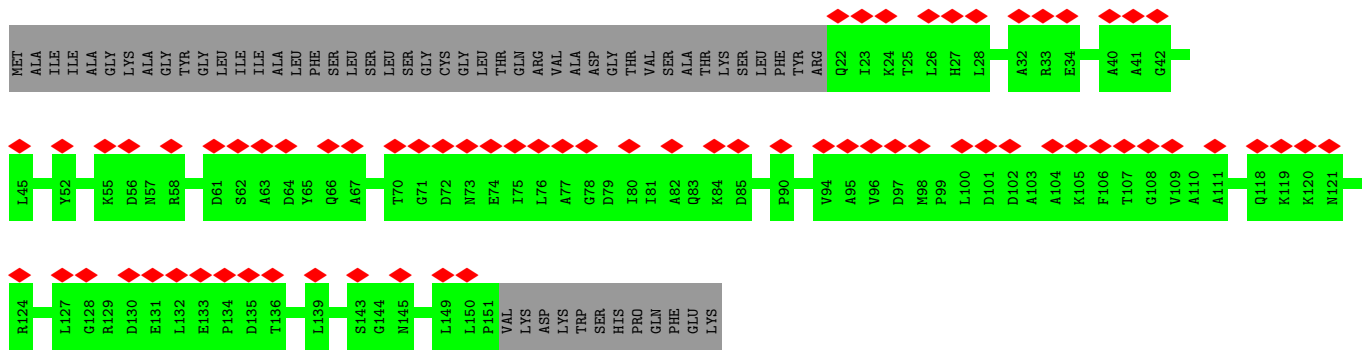 MET ALA ILE ILE ALA GLY LYS ALA GLY TYR GLY LEU ILE ILE ALA LEU PHE SER LEU SER LEU SER GLY CYS GLY LEU THR GLN ARG VAL ALA ASP GLY THR VAL SER ALA THR LYS SER LEU PHE TYR ARG Q22 I23 K24 T25 L26 H27 L28 A32 R33 E34 A40 A41 G42
L45 Y52 K55 D56 N57 R58 D61 S62 A63 D64 Y65 Q66 A67 T70 G71 D72 N73 E74 I75 L76 A77 G78 D79 I80 I81 A82 Q83 K84 D85 P90 V94 A95 V96 D97 M98 P99 L100 D101 D102 A103 A104 K105 F106 T107 G108 V109 A110 A111 Q118 K119 K120 N121
R124 L127 G128 R129 D130 E131 L132 E133 P134 D135 T136 L139 S143 G144 N145 L149 L150 P151 VAL LYS ASP LYS TRP SER HIS PRO GLN PHE GLU LYS